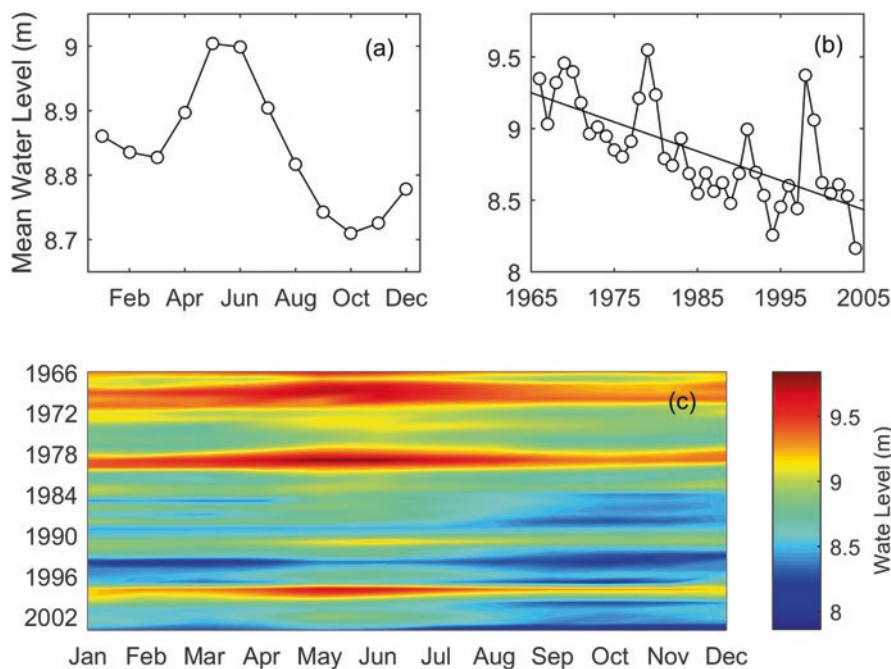 Mean Water Level (m)
9
8.9
8.8
8.7
(a)
Feb Apr Jun Aug Oct Dec
9.5
9
8.5
8
(b)
1965 1975 1985 1995 2005
1966
1972
1978
1984
1990
1996
2002
(c)
Jan Feb Mar Apr May Jun Jul Aug Sep Oct Nov Dec
9.5
9
8.5
8
Wate Level (m)